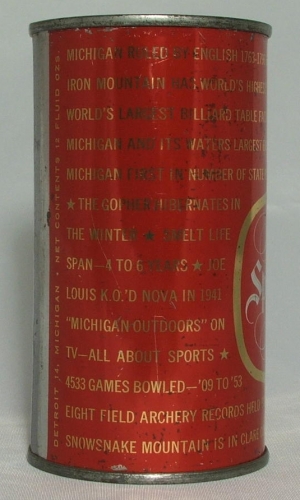 MICHIGAN RULED BY ENGLISH 1763-
IRON MOUNTAIN HAS WORLD'S HIGHES
WORLD'S LARGEST BILLIARD TABLE
MICHIGAN AND ITS WATERS LARGEST
MICHIGAN FIRST IN NUMBER OF STATE
★ THE GOPHER HIBERNATES IN
THE WINTER ★ SMELT LIFE
SPAN—4 TO 6 YEARS ★ JOE
LOUIS K.O.'D NOVA IN 1941
"MICHIGAN OUTDOORS" ON
TV—ALL ABOUT SPORTS ★
4533 GAMES BOWLED—'09 TO '53
EIGHT FIELD ARCHERY RECORDS HELD
SNOWSNAKE MOUNTAIN IS IN CLARE
DETROIT 14, MICHIGAN • NET CONTENTS 12 FLUID OZS.